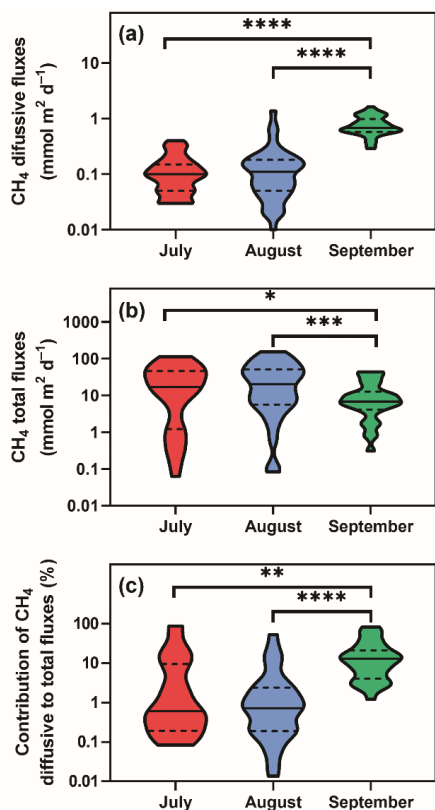 (a)
****
****
CH₄ difussive fluxes
(mmol m² d⁻¹)
10
1
0.1
0.01
July
August
September
(b)
*
***
CH₄ total fluxes
(mmol m² d⁻¹)
1000
100
10
1
0.1
0.01
July
August
September
(c)
**
****
Contribution of CH₄
diffusive to total fluxes (%)
100
10
1
0.1
0.01
July
August
September